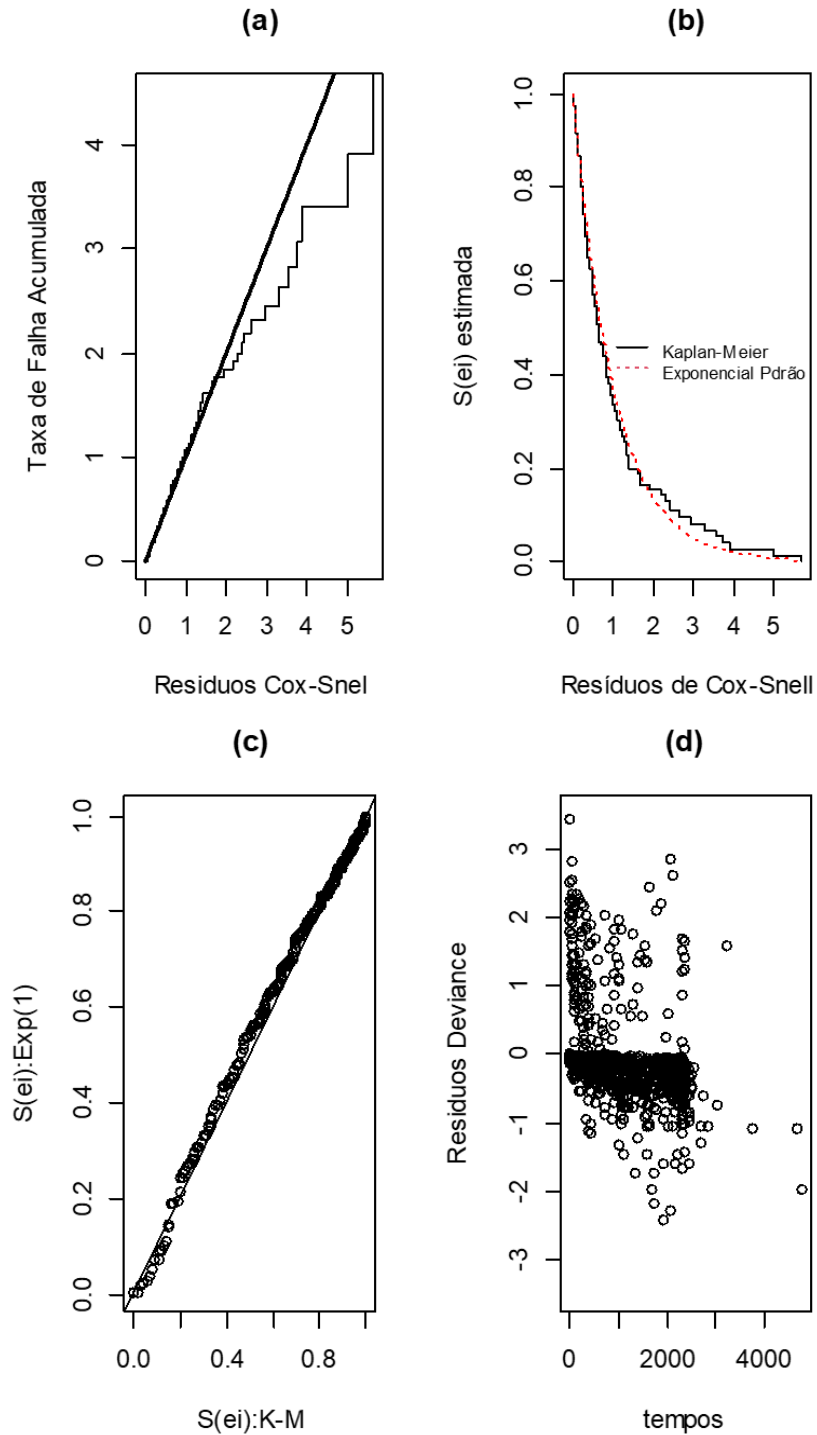 (a)
Taxa de Falha Acumulada
4
3
2
1
0
0 1 2 3 4 5
Resíduos Cox-Snel
(b)
S(ei) estimada
1.0
0.8
0.6
0.4
0.2
0.0
Kaplan-Meier
Exponencial Pdrão
0 1 2 3 4 5
Resíduos de Cox-Snell
(c)
S(ei):Exp(1)
1.0
0.8
0.6
0.4
0.2
0.0
0.0 0.4 0.8
S(ei):K-M
(d)
Resíduos Deviance
3
2
1
0
-1
-2
-3
0 2000 4000
tempos